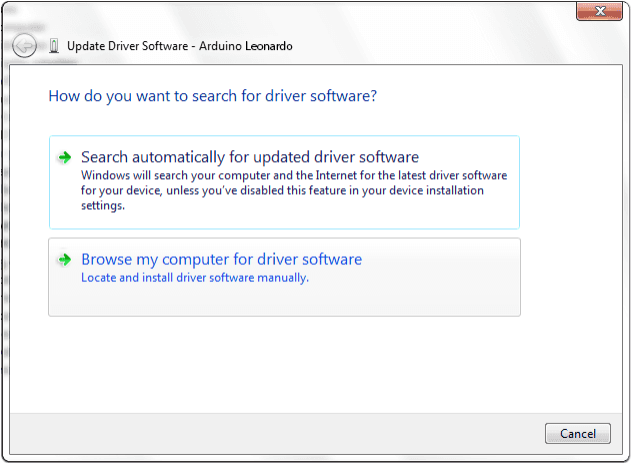 Update Driver Software - Arduino Leonardo
How do you want to search for driver software?
Search automatically for updated driver software
Windows will search your computer and the Internet for the latest driver software
for your device, unless you've disabled this feature in your device installation
settings.
Browse my computer for driver software
Locate and install driver software manually.
Cancel